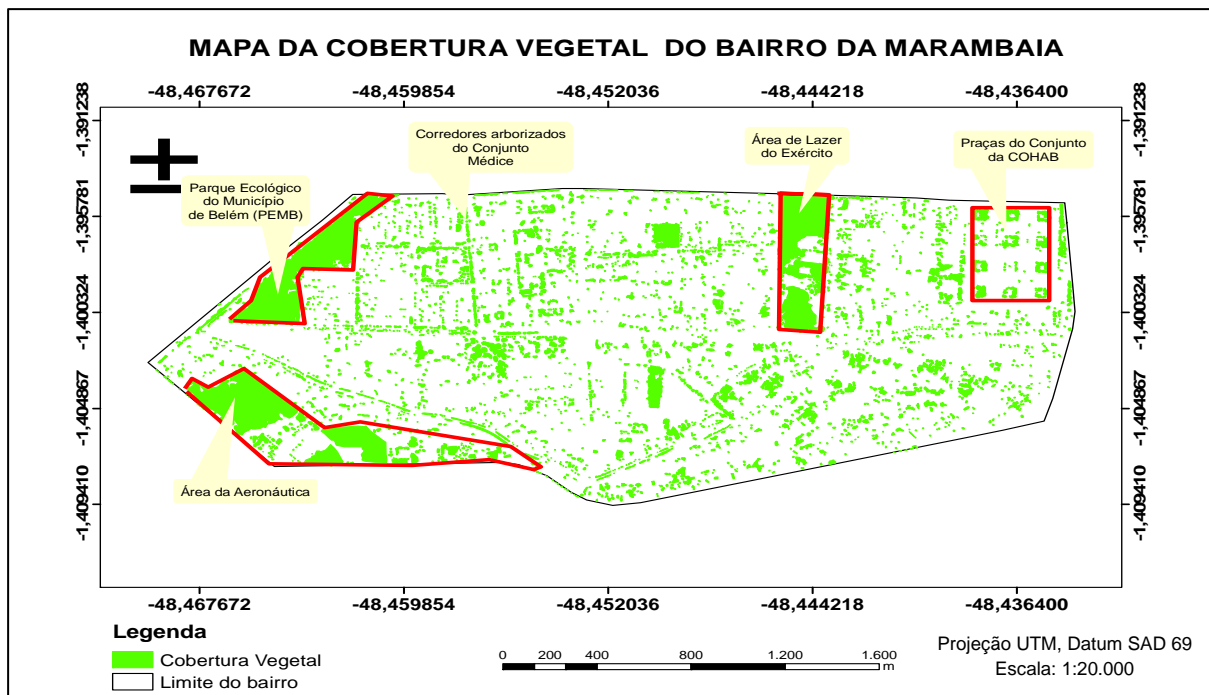 MAPA DA COBERTURA VEGETAL DO BAIRRO DA MARAMBAIA
-48,467672
-48,459854
-48,452036
-48,444218
-48,436400
-1,391238
-1,395781
-1,400324
-1,404867
-1,409410
-1,391238
-1,395781
-1,400324
-1,404867
-1,409410
Parque Ecológico
do Município
de Belém (PEMB)
Corredores arborizados
do Conjunto
Médice
Área de Lazer
do Exército
Praças do Conjunto
da COHAB
Área da Aeronáutica
-48,467672
-48,459854
-48,452036
-48,444218
-48,436400
Legenda
Cobertura Vegetal
Limite do bairro
0 200 400 800 1.200 1.600
m
Projeção UTM, Datum SAD 69
Escala: 1:20.000